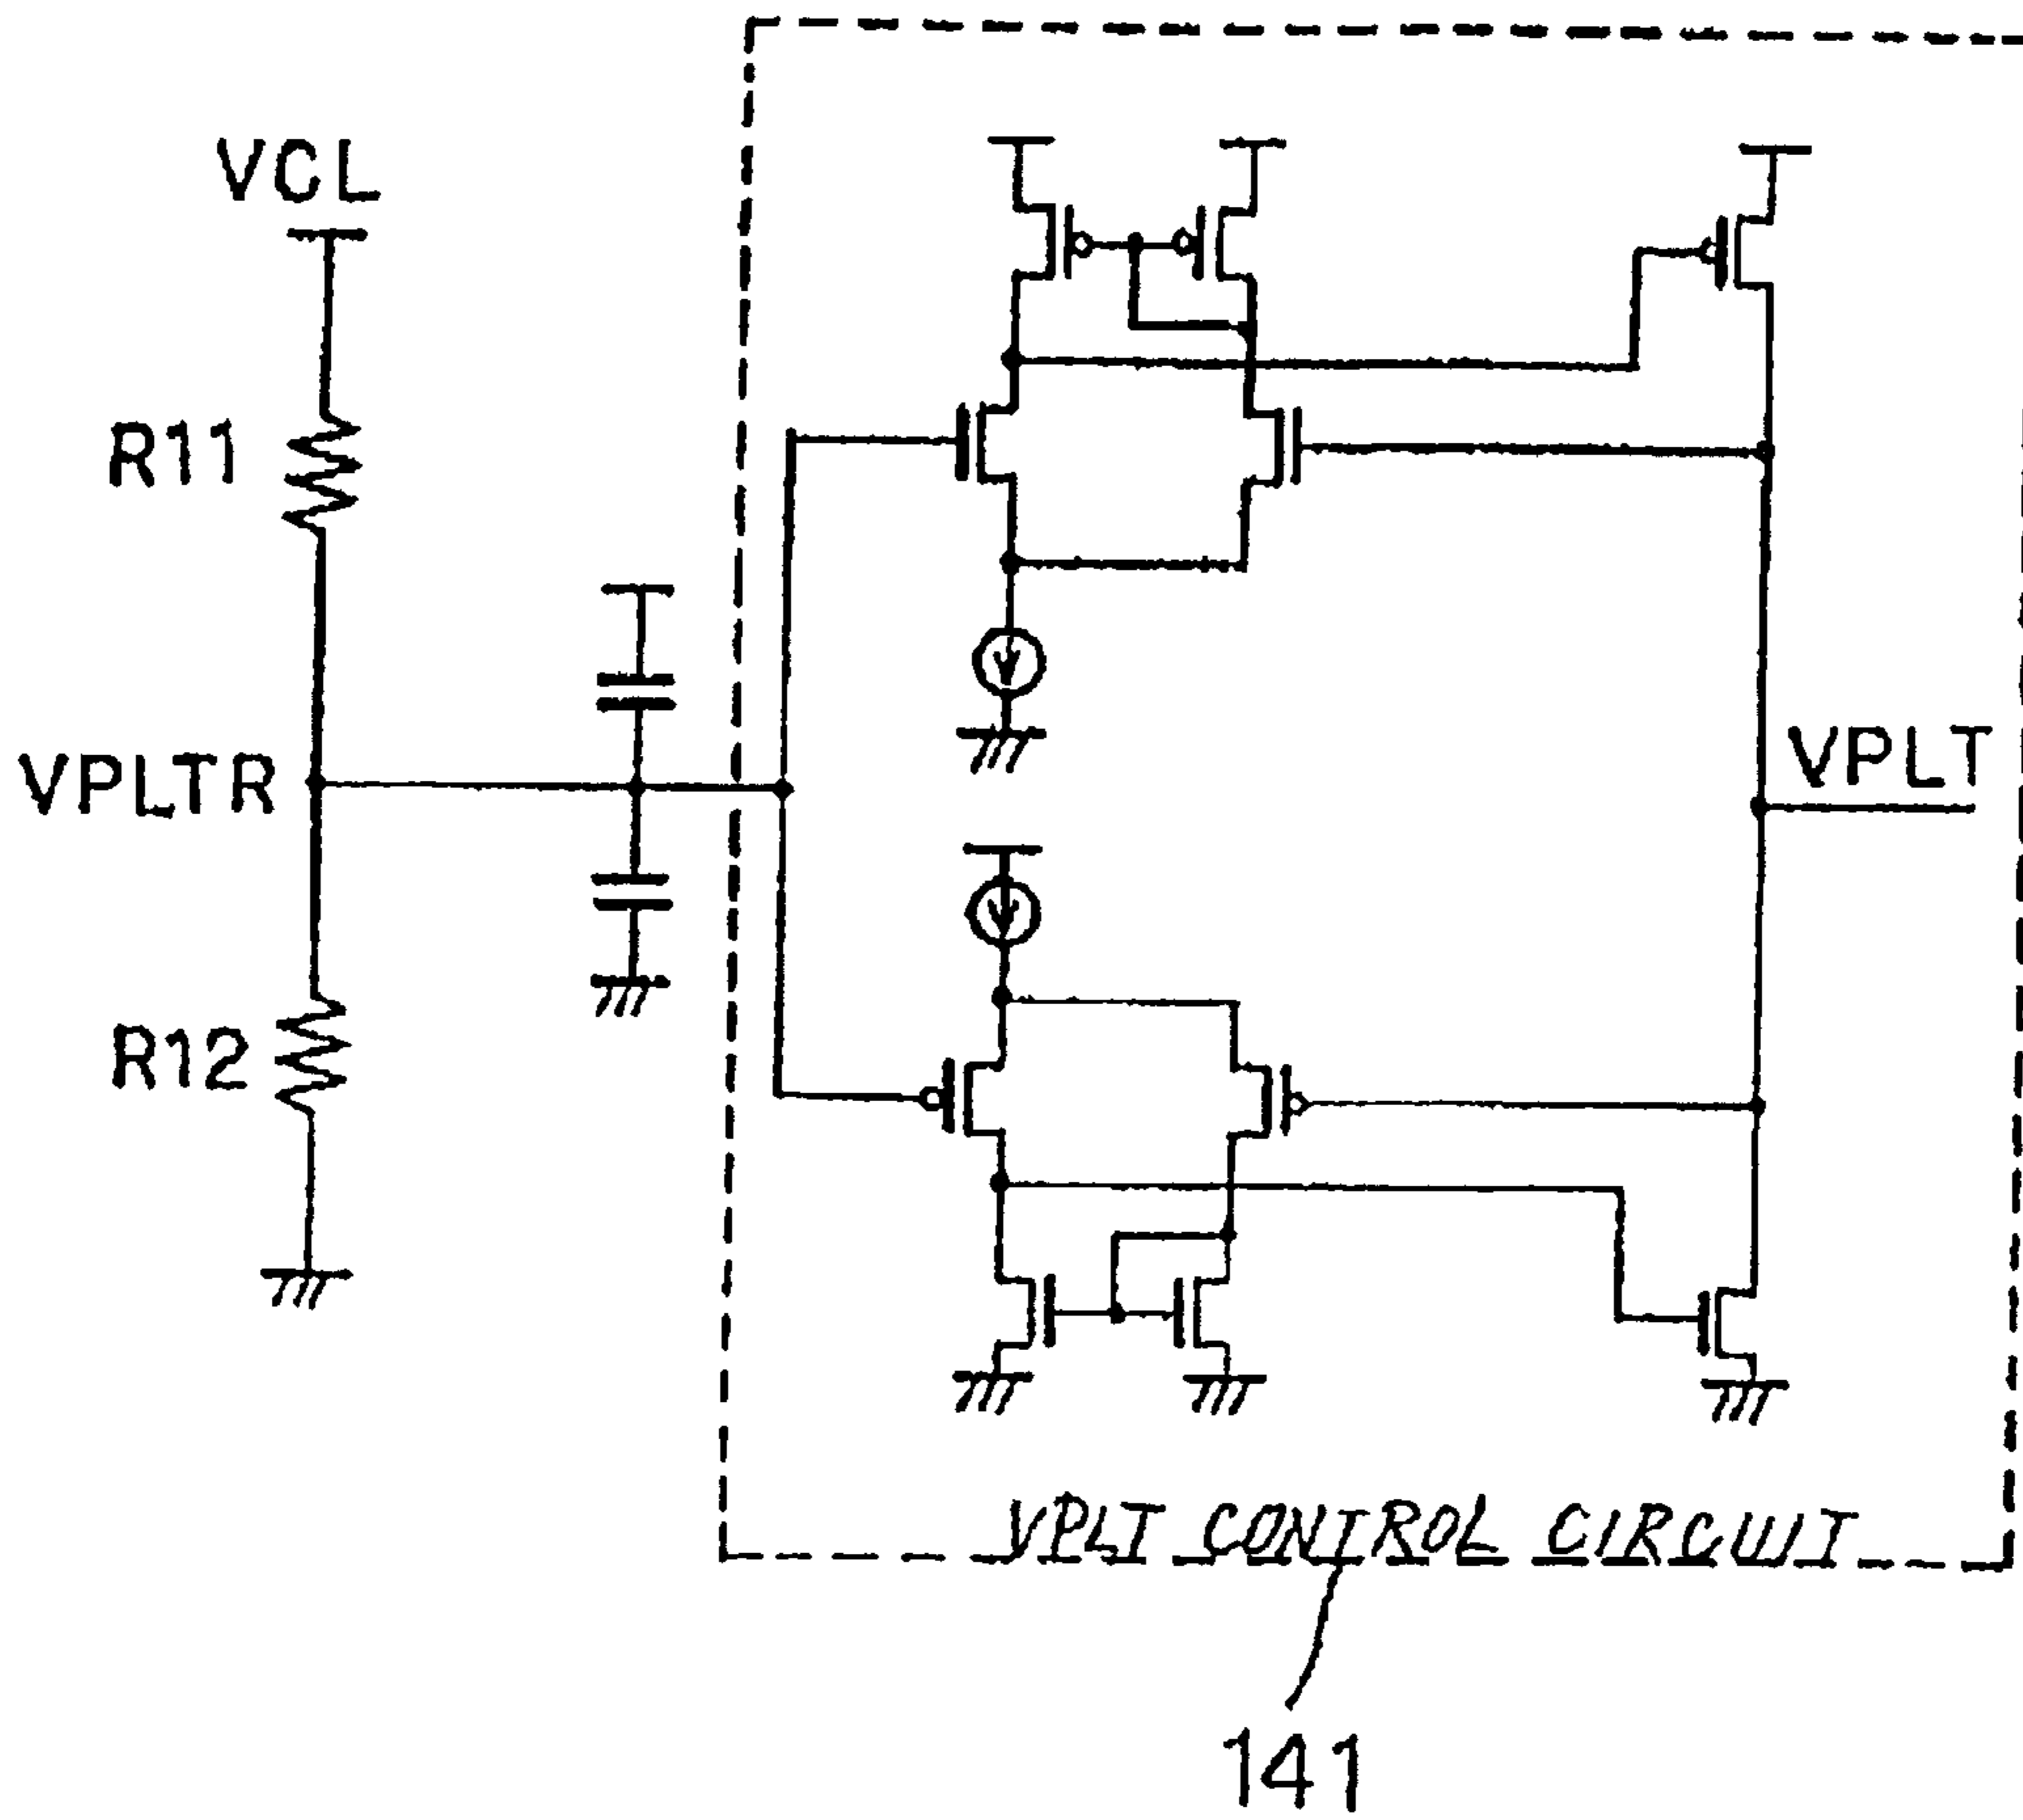 VCL
R11
VPLTR
VPLT
R12
VPLT CONTROL CIRCUIT
141